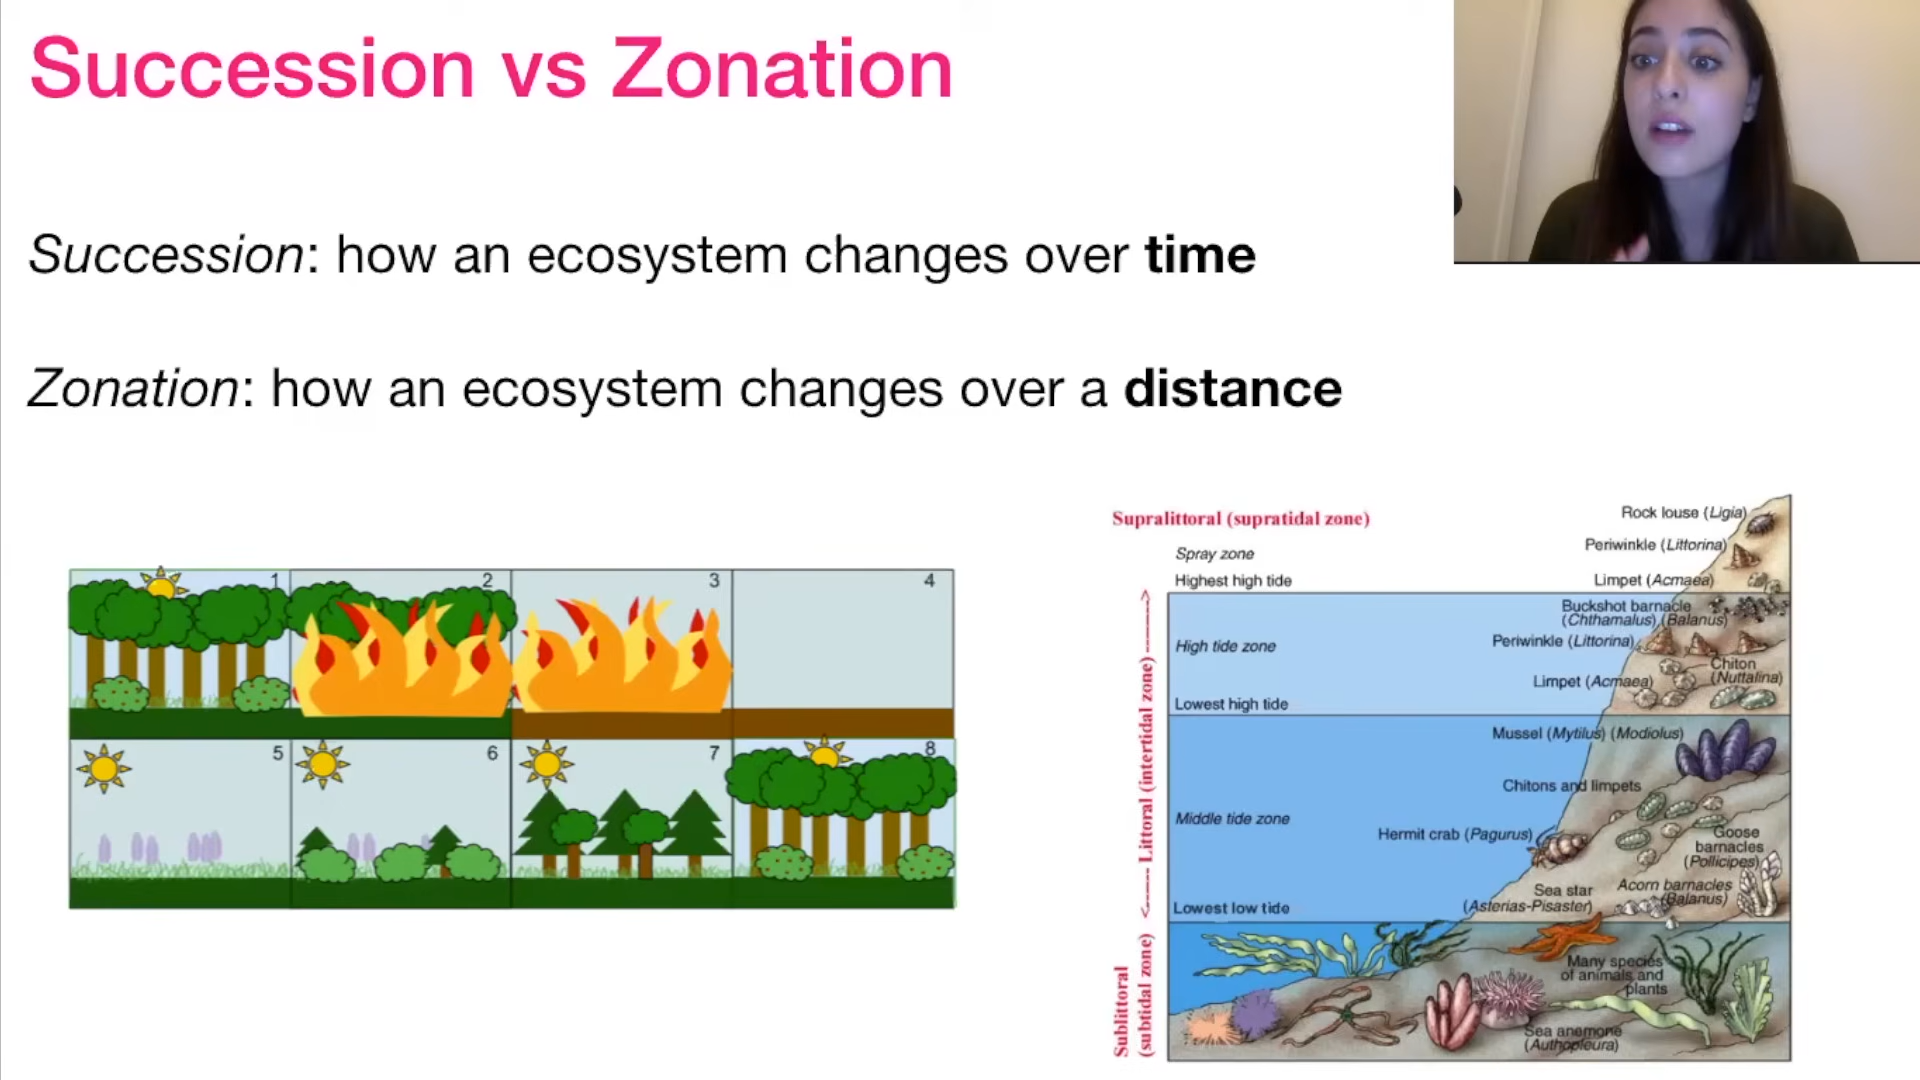 Succession vs Zonation
Succession: how an ecosystem changes over time
Zonation: how an ecosystem changes over a distance
1
2
3
4
5
6
7
8
Supralittoral (supratidal zone)
Spray zone
Highest high tide
High tide zone
Lowest high tide
Middle tide zone
Lowest low tide
<----- Littoral (intertidal zone) ------->
Sublittoral
(subtidal zone)
Rock louse (Ligia)
Periwinkle (Littorina)
Limpet (Acmaea)
Buckshot barnacle
(Chthamalus) (Balanus)
Periwinkle (Littorina)
Chiton
(Nuttalina)
Limpet (Acmaea)
Mussel (Mytilus) (Modiolus)
Chitons and limpets
Hermit crab (Pagurus)
Goose
barnacles
(Pollicipes)
Sea star
(Asterias-Pisaster)
Acorn barnacles
(Balanus)
Many species
of animals and
plants
Sea anemone
(Authopleura)